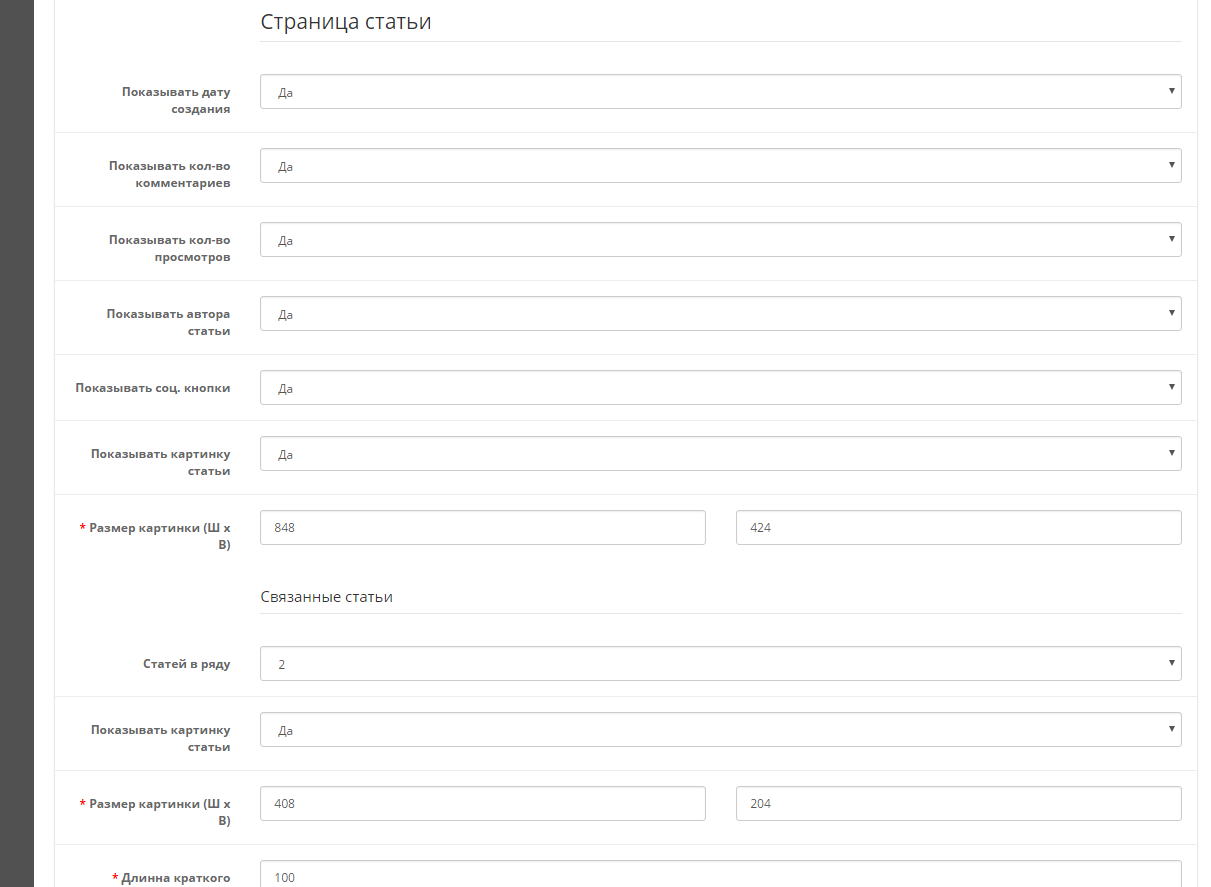 Страница статьи
Показывать дату
создания
Да
Показывать кол-во
комментариев
Да
Показывать кол-во
просмотров
Да
Показывать автора
статьи
Да
Показывать соц. кнопки
Да
Показывать картинку
статьи
Да
* Размер картинки (Ш x
В)
848
424
Связанные статьи
Статей в ряду
2
Показывать картинку
статьи
Да
* Размер картинки (Ш x
В)
408
204
* Длинна краткого
100